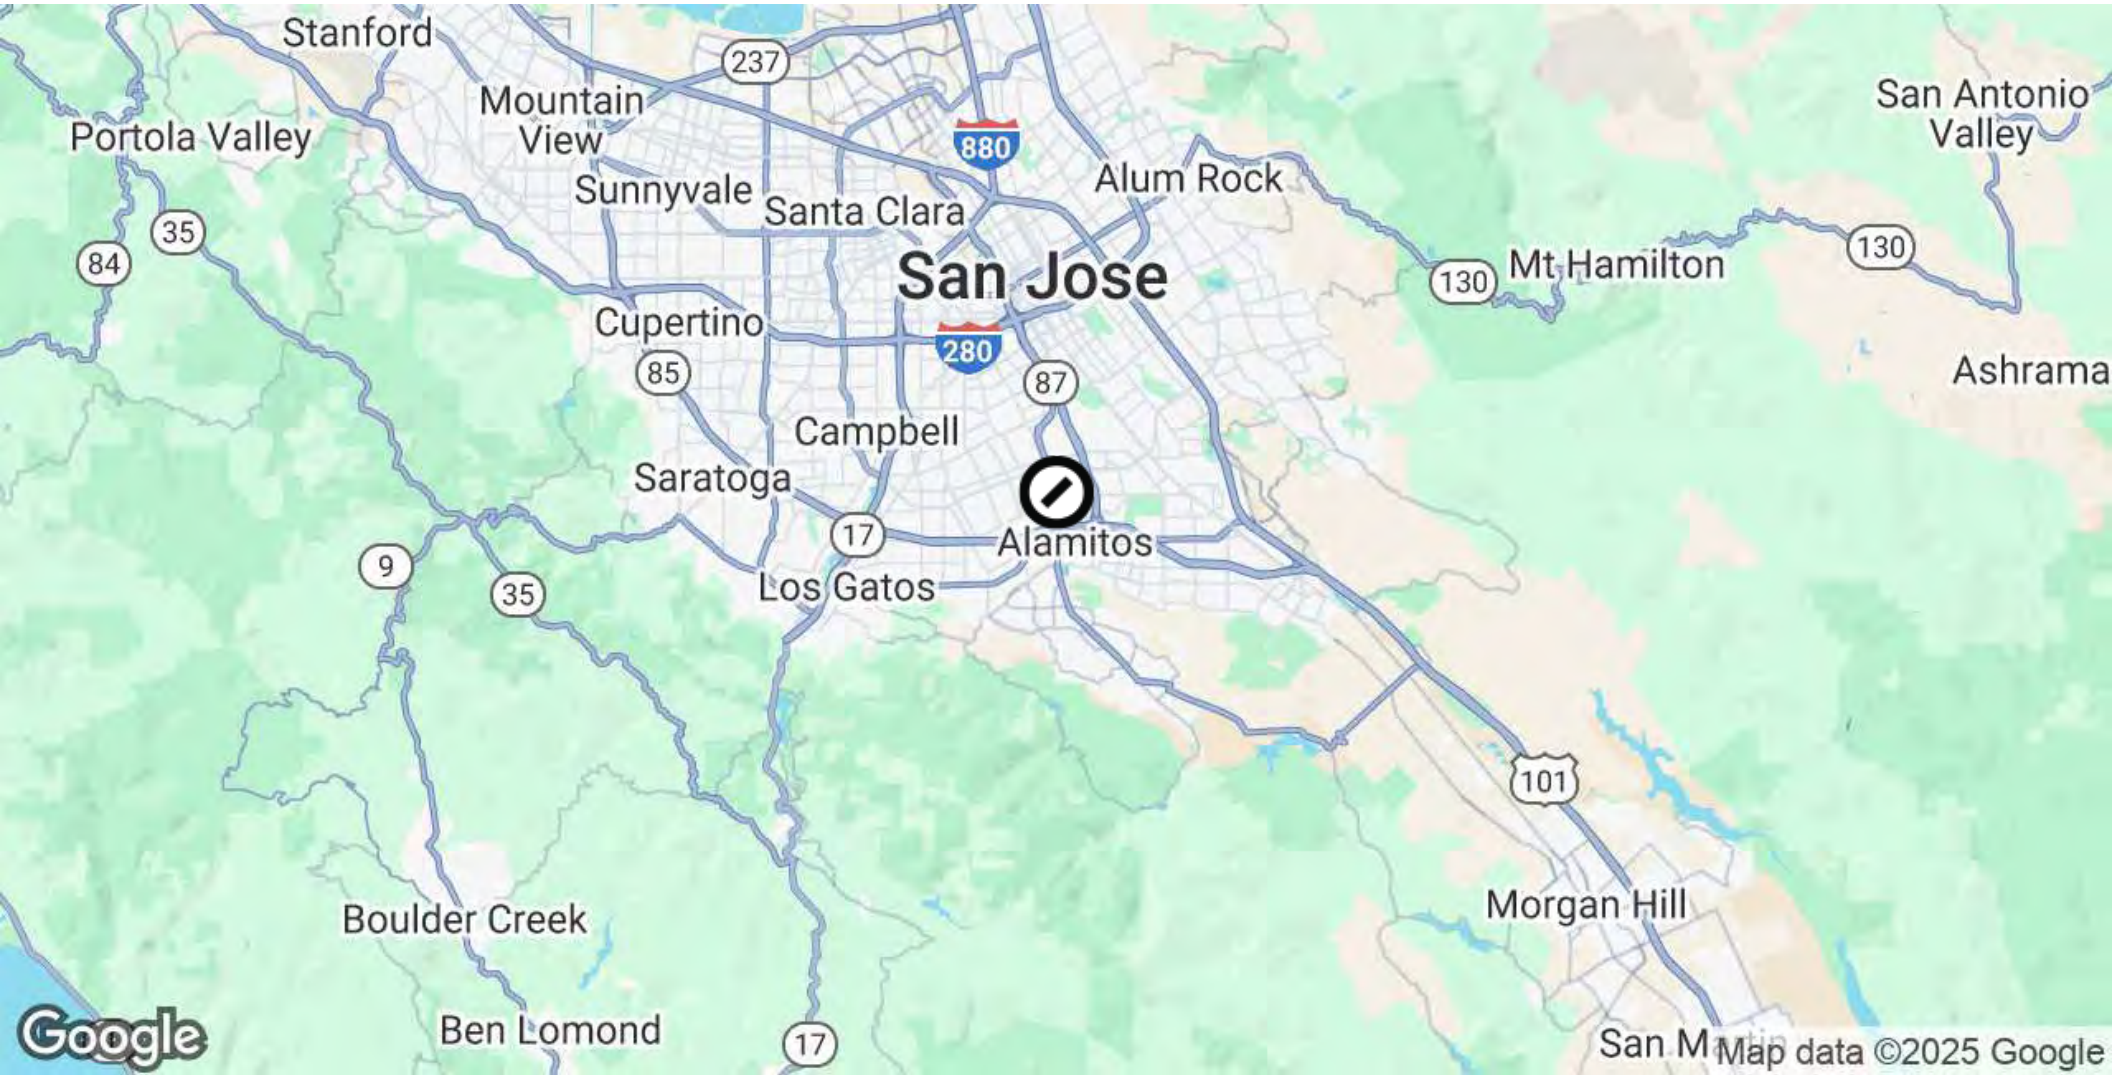 Stanford
237
Mountain
View
San Antonio
Valley
Portola Valley
880
Alum Rock
Sunnyvale
Santa Clara
35
84
San Jose
130
Mt Hamilton
130
Cupertino
280
85
87
Ashrama
Campbell
Saratoga
17
Alamitos
9
35
Los Gatos
101
Morgan Hill
Boulder Creek
Ben Lomond
17
San Martin
Google
Map data ©2025 Google